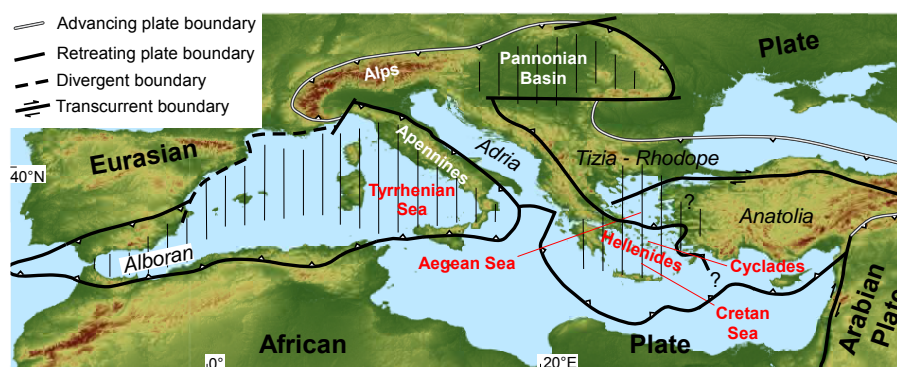 Advancing plate boundary
Retreating plate boundary
Divergent boundary
Transcurrent boundary
Plate
Pannonian
Basin
Alps
Eurasian
40°N
Apennines
Adria
Tizia - Rhodope
Tyrrhenian
Sea
?
Anatolia
Alboran
Aegean Sea
Hellenides
Cyclades
?
Cretan
Sea
Arabian
Plate
African
Plate
0°
20°E